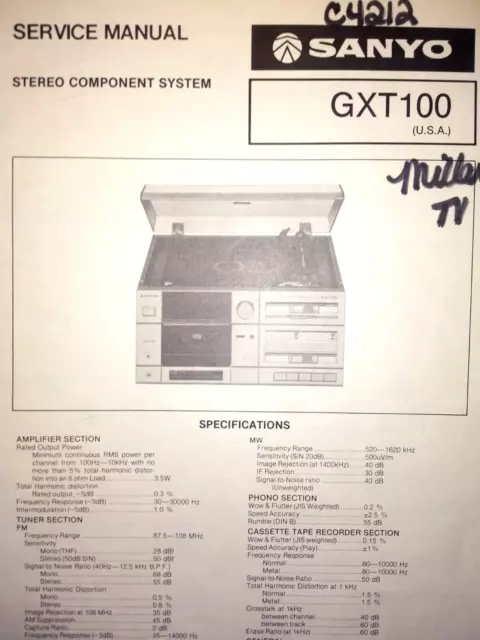 C4212
SERVICE MANUAL
SANYO
STEREO COMPONENT SYSTEM
GXT100
(U.S.A.)
TV
SPECIFICATIONS
AMPLIFIER SECTION
Rated Output Power
Minimum continuous RMS power per
channel from 100Hz—10kHz with no
more than 5% total harmonic distor-
tion into an 8 ohm Load 3.5W
Total Harmonic distortion
Rated output, -5dB 0.3 %
Frequency Response (-3dB) 30—30000 Hz
Intermodulation (-5dB) 1.0 %
TUNER SECTION
FM
Frequency Range 87.5—108 MHz
Sensitivity
Mono (THF) 28 dBf
Stereo (50dB S/N) 50 dBf
Signal to Noise Ratio (40Hz—12.5 kHz B.P.F.)
Mono 68 dB
Stereo 55 dB
Total Harmonic Distortion
Mono 0.5 %
Stereo 0.8 %
Image Rejection at 106 MHz 35 dB
AM Suppression 45 dB
Capture Ratio 2 dB
Frequency Response (-3dB) 35—14000 Hz
MW
Frequency Range 520—1620 kHz
Sensitivity (S/N 20dB) 500uV/m
Image Rejection (at 1400kHz) 40 dB
IF Rejection 30 dB
Signal-to-Noise ratio 40 dB
(Unweighted)
PHONO SECTION
Wow & Flutter (JIS Weighted) 0.2 %
Speed Accuracy ±2.5 %
Rumble (DIN B) 55 dB
CASSETTE TAPE RECORDER SECTION
Wow & Flutter (JIS weighted) 0.15 %
Speed Accuracy (Play) ±1%
Frequency Response
Normal 80—10000 Hz
Metal 80—10000 Hz
Signal-to-Noise Ratio 50 dB
Total Harmonic Distortion at 1 kHz
Normal 1.5 %
Metal 1.5 %
Crosstalk at 1kHz
between channel 40 dB
between track 60 dB
Erase Ratio (at 1kHz) 60 dB
GENERAL